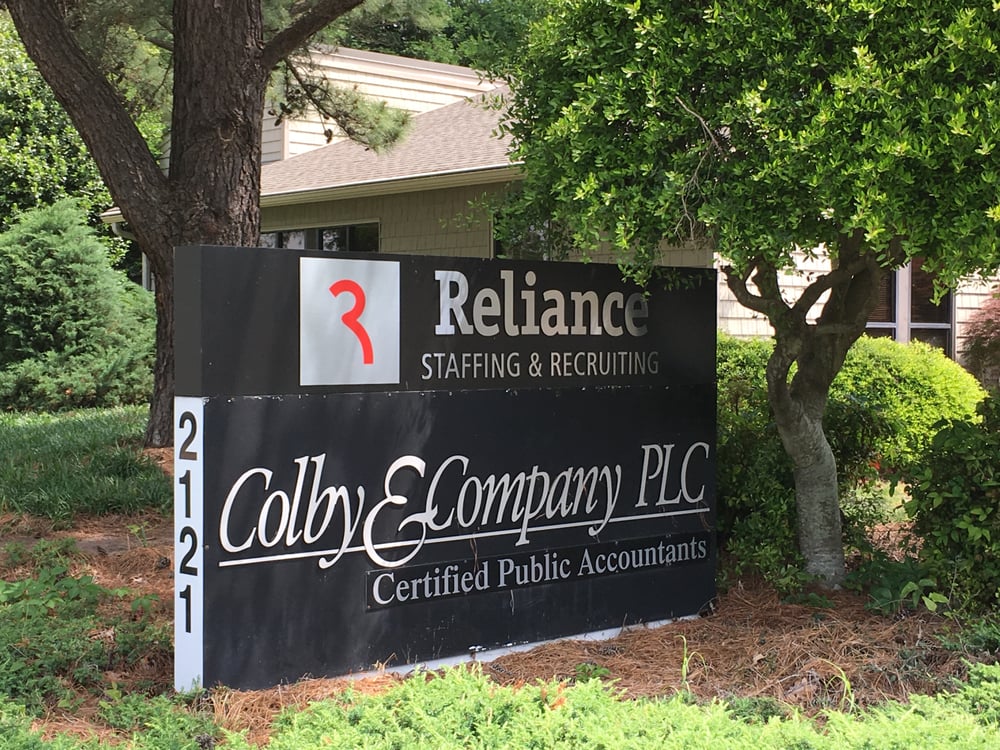 Reliance
STAFFING & RECRUITING
2121
Colby & Company PLC
Certified Public Accountants